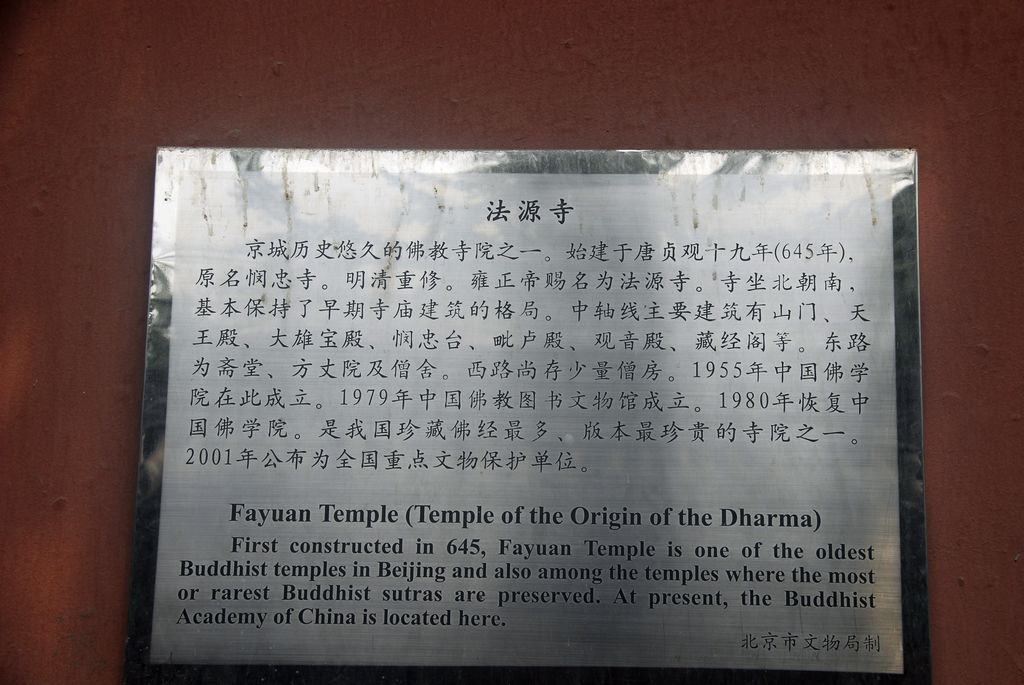 法源寺
京城历史悠久的佛教寺院之一。始建于唐贞观十九年(645年),
原名悯忠寺。明清重修。雍正帝赐名为法源寺。寺坐北朝南,
基本保持了早期寺庙建筑的格局。中轴线主要建筑有山门、天
王殿、大雄宝殿、悯忠台、毗卢殿、观音殿、藏经阁等。东路
为斋堂、方丈院及僧舍。西路尚存少量僧房。1955年中国佛学
院在此成立。1979年中国佛教图书文物馆成立。1980年恢复中
国佛学院。是我国珍藏佛经最多、版本最珍贵的寺院之一。
2001年公布为全国重点文物保护单位。
Fayuan Temple (Temple of the Origin of the Dharma)
First constructed in 645, Fayuan Temple is one of the oldest
Buddhist temples in Beijing and also among the temples where the most
or rarest Buddhist sutras are preserved. At present, the Buddhist
Academy of China is located here.
北京市文物局制